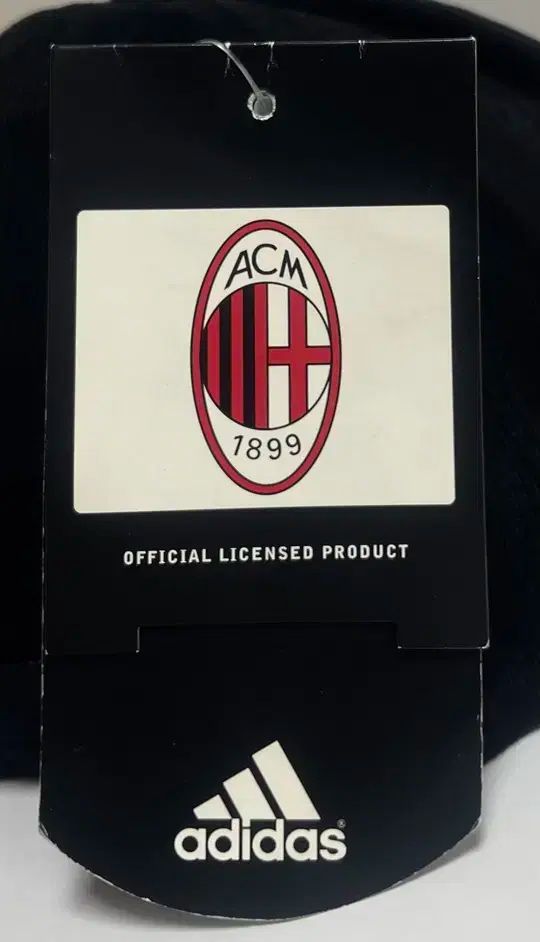 ACM
1899
OFFICIAL LICENSED PRODUCT
adidas®